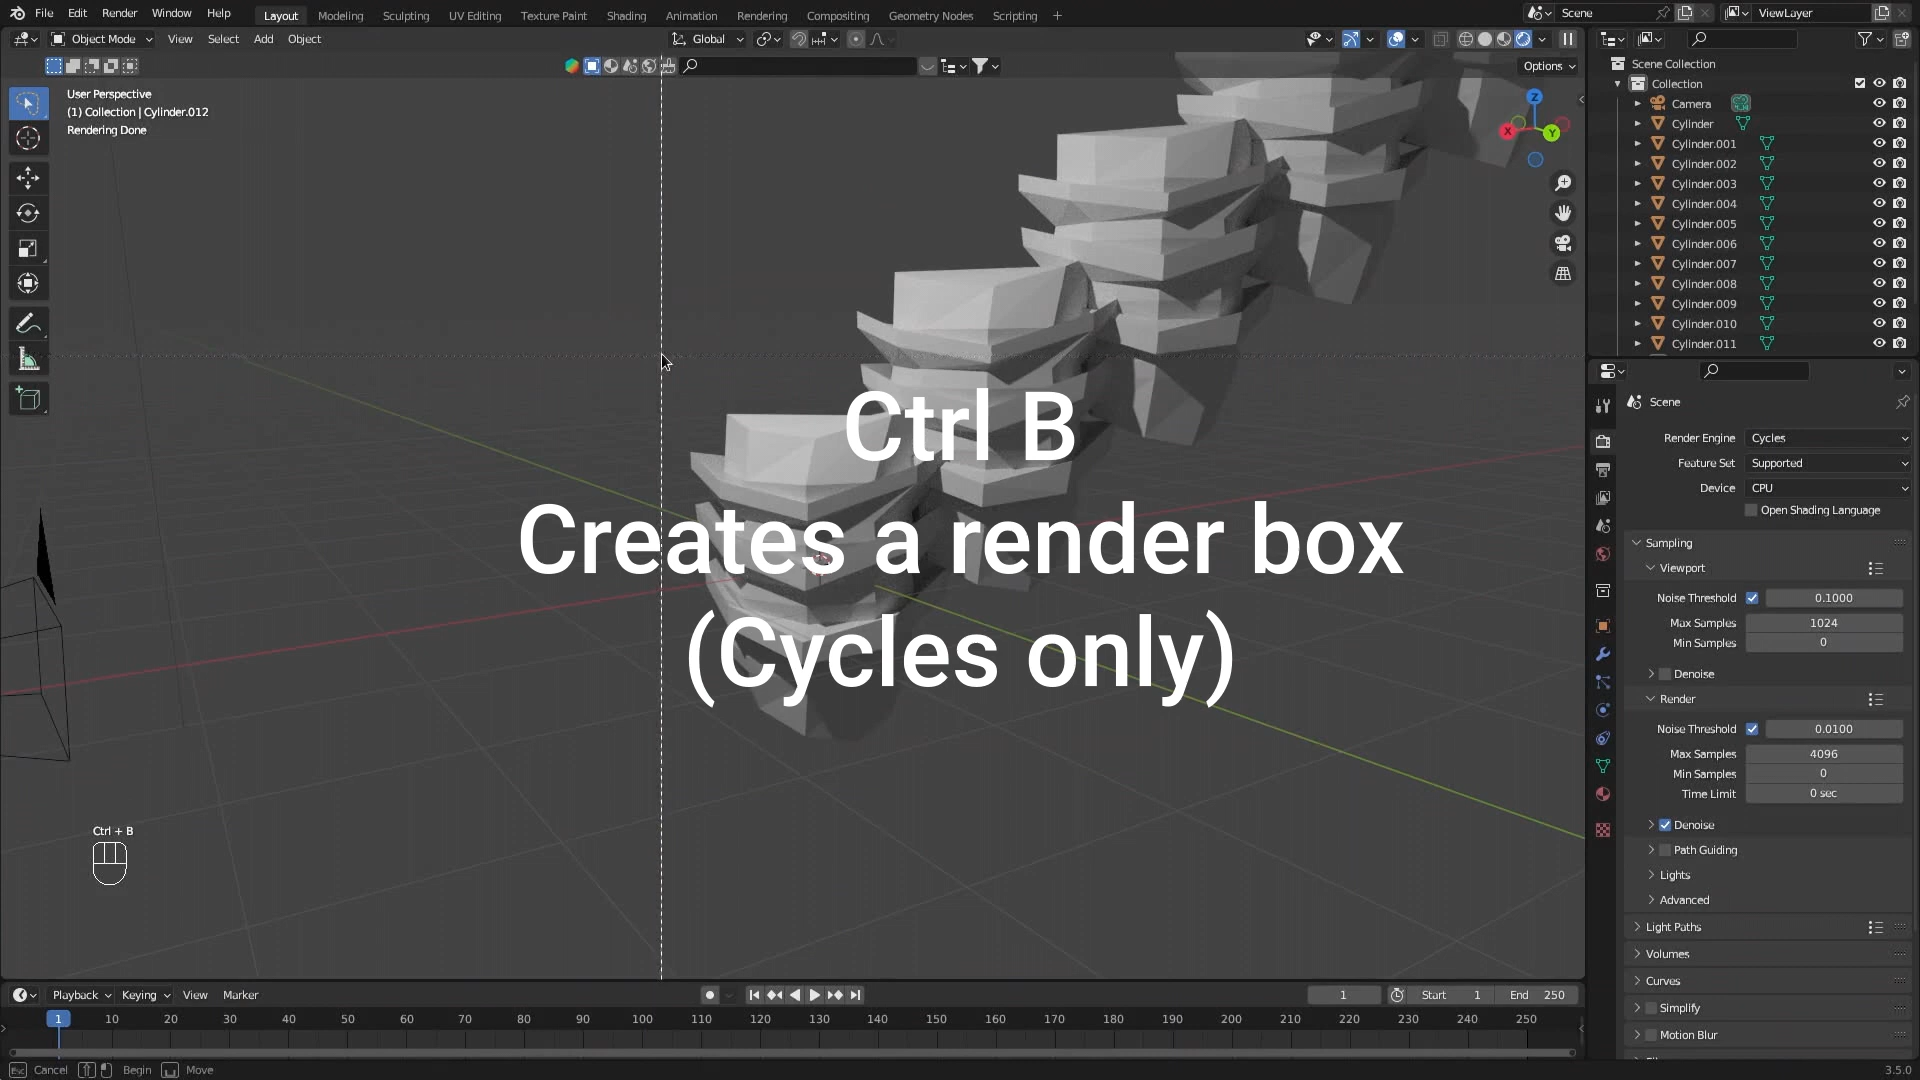 File Edit Render Window Help Layout Modeling Sculpting UV Editing Texture Paint Shading Animation Rendering Compositing Geometry Nodes Scripting + Scene ViewLayer
Object Mode View Select Add Object Global
Options
User Perspective
(1) Collection | Cylinder.012
Rendering Done
Z
X
Y
Ctrl B
Creates a render box
(Cycles only)
Ctrl + B
Scene Collection
Collection
Camera
Cylinder
Cylinder.001
Cylinder.002
Cylinder.003
Cylinder.004
Cylinder.005
Cylinder.006
Cylinder.007
Cylinder.008
Cylinder.009
Cylinder.010
Cylinder.011
Scene
Render Engine Cycles
Feature Set Supported
Device CPU
Open Shading Language
Sampling
Viewport
Noise Threshold 0.1000
Max Samples 1024
Min Samples 0
Denoise
Render
Noise Threshold 0.0100
Max Samples 4096
Min Samples 0
Time Limit 0 sec
Denoise
Path Guiding
Lights
Advanced
Light Paths
Volumes
Curves
Simplify
Motion Blur
Playback Keying View Marker 1 Start 1 End 250
1 10 20 30 40 50 60 70 80 90 100 110 120 130 140 150 160 170 180 190 200 210 220 230 240 250
Esc Cancel Begin Move 3.5.0